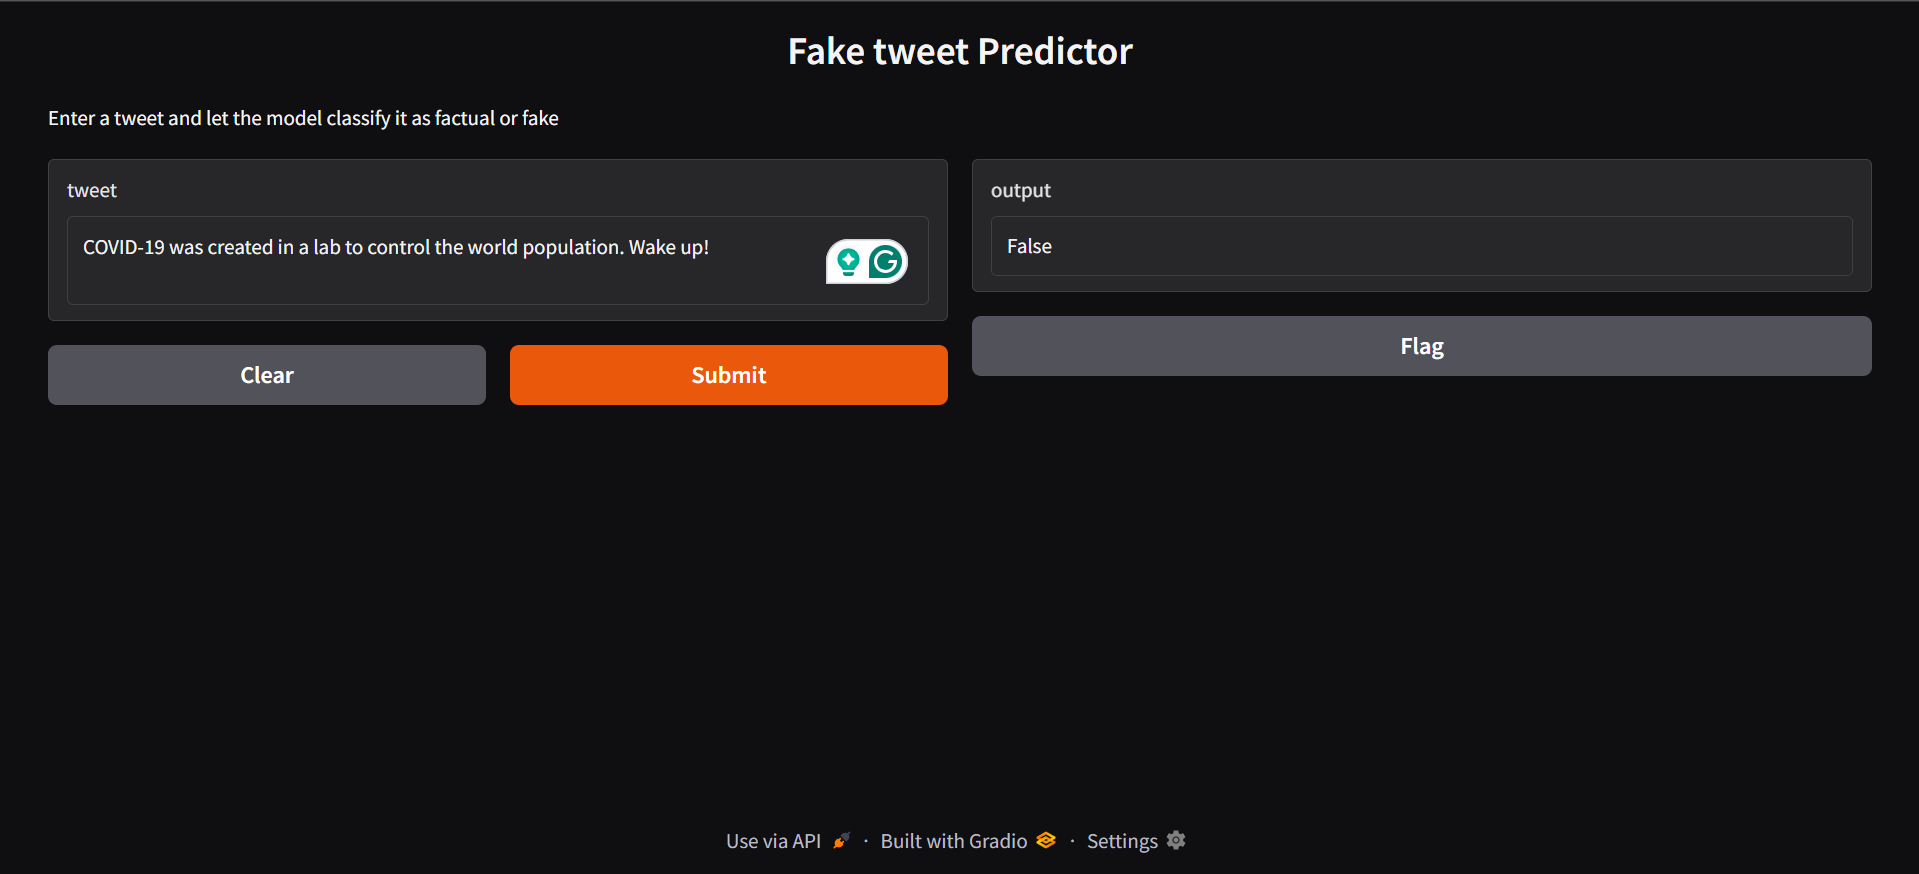 Fake tweet Predictor
Enter a tweet and let the model classify it as factual or fake
tweet
COVID-19 was created in a lab to control the world population. Wake up!
output
False
Clear
Submit
Flag
Use via API · Built with Gradio · Settings